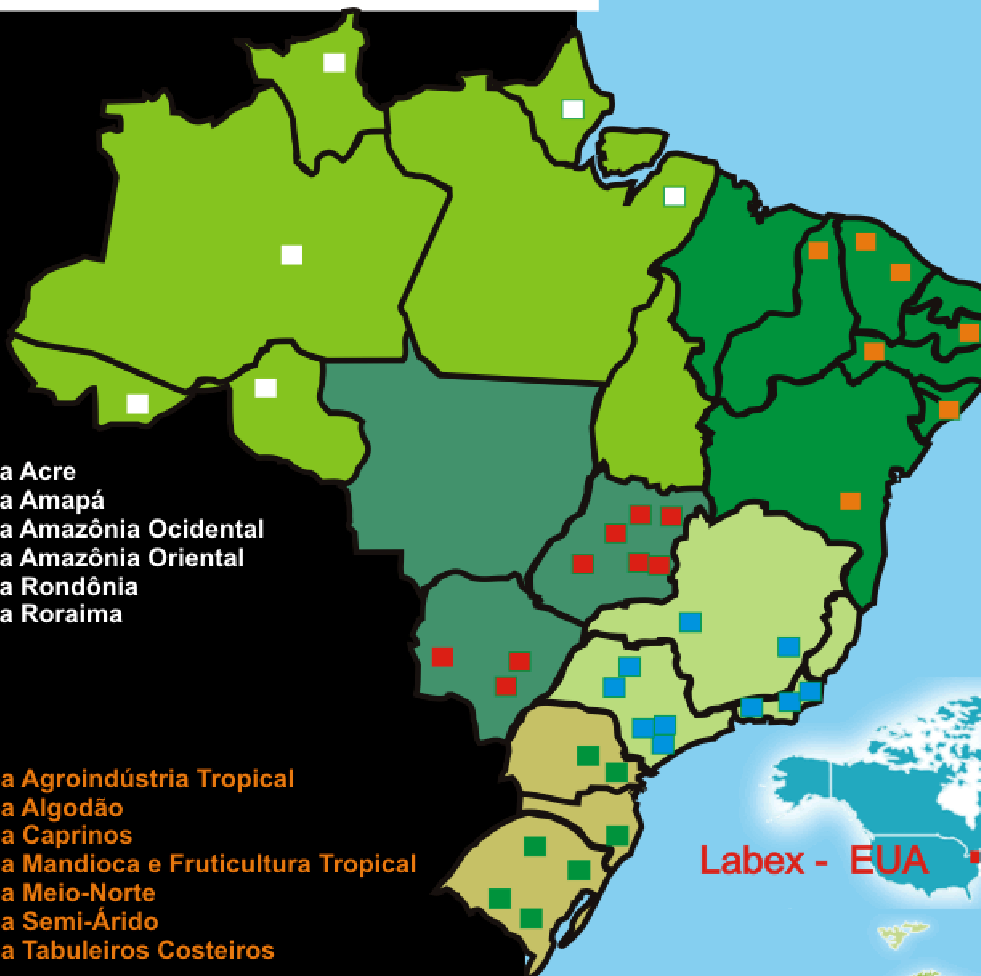 a Acre
a Amapá
a Amazônia Ocidental
a Amazônia Oriental
a Rondônia
a Roraima
a Agroindústria Tropical
a Algodão
a Caprinos
a Mandioca e Fruticultura Tropical
a Meio-Norte
a Semi-Árido
a Tabuleiros Costeiros
Labex - EUA